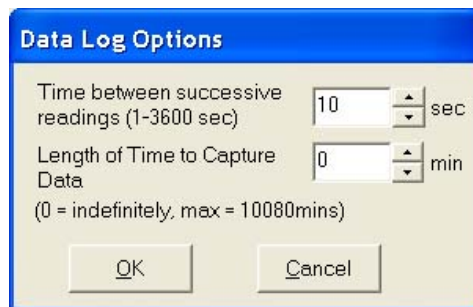 Data Log Options
Time between successive
readings (1-3600 sec)
10
sec
Length of Time to Capture
Data
0
min
(0 = indefinitely, max = 10080mins)
OK
Cancel